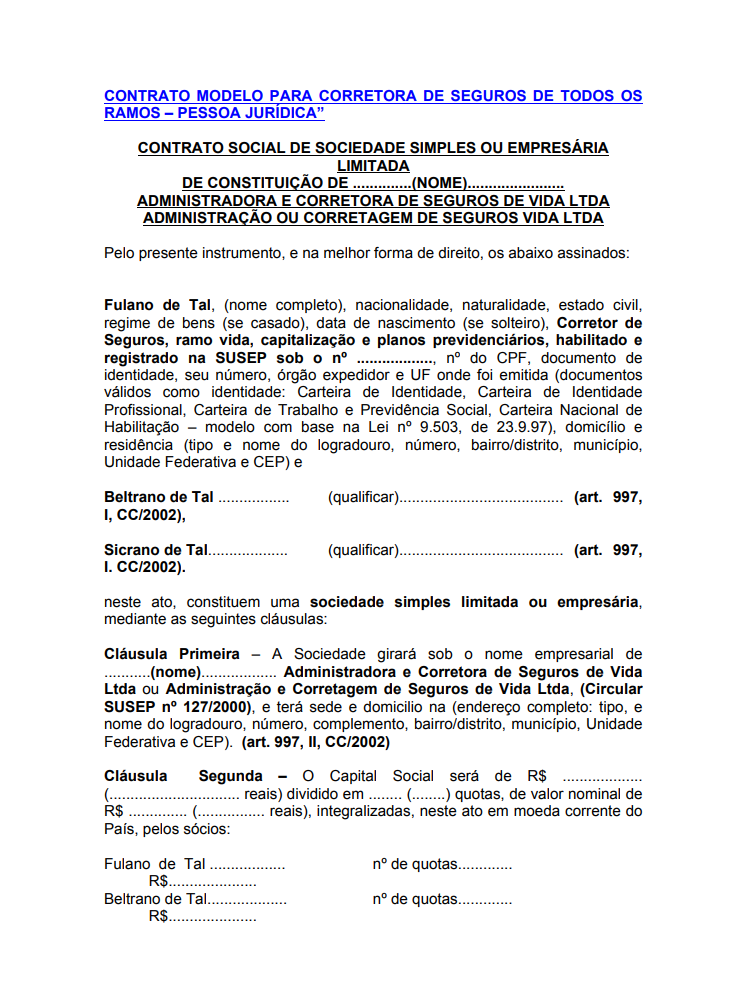 CONTRATO MODELO PARA CORRETORA DE SEGUROS DE TODOS OS
RAMOS – PESSOA JURÍDICA”
CONTRATO SOCIAL DE SOCIEDADE SIMPLES OU EMPRESÁRIA
LIMITADA
DE CONSTITUIÇÃO DE ..............(NOME).......................
ADMINISTRADORA E CORRETORA DE SEGUROS DE VIDA LTDA
ADMINISTRAÇÃO OU CORRETAGEM DE SEGUROS VIDA LTDA
Pelo presente instrumento, e na melhor forma de direito, os abaixo assinados:
Fulano de Tal, (nome completo), nacionalidade, naturalidade, estado civil,
regime de bens (se casado), data de nascimento (se solteiro), Corretor de
Seguros, ramo vida, capitalização e planos previdenciários, habilitado e
registrado na SUSEP sob o nº .................., nº do CPF, documento de
identidade, seu número, órgão expedidor e UF onde foi emitida (documentos
válidos como identidade: Carteira de Identidade, Carteira de Identidade
Profissional, Carteira de Trabalho e Previdência Social, Carteira Nacional de
Habilitação – modelo com base na Lei nº 9.503, de 23.9.97), domicílio e
residência (tipo e nome do logradouro, número, bairro/distrito, município,
Unidade Federativa e CEP) e
Beltrano de Tal ................. (qualificar)....................................... (art. 997,
I, CC/2002),
Sicrano de Tal................... (qualificar)....................................... (art. 997,
I. CC/2002).
neste ato, constituem uma sociedade simples limitada ou empresária,
mediante as seguintes cláusulas:
Cláusula Primeira – A Sociedade girará sob o nome empresarial de
...........(nome).................. Administradora e Corretora de Seguros de Vida
Ltda ou Administração e Corretagem de Seguros de Vida Ltda, (Circular
SUSEP nº 127/2000), e terá sede e domicilio na (endereço completo: tipo, e
nome do logradouro, número, complemento, bairro/distrito, município, Unidade
Federativa e CEP). (art. 997, II, CC/2002)
Cláusula Segunda – O Capital Social será de R$ ...................
(............................... reais) dividido em ........ (........) quotas, de valor nominal de
R$ .............. (................ reais), integralizadas, neste ato em moeda corrente do
País, pelos sócios:
Fulano de Tal .................. nº de quotas.............
R$.....................
Beltrano de Tal................... nº de quotas.............
R$.....................